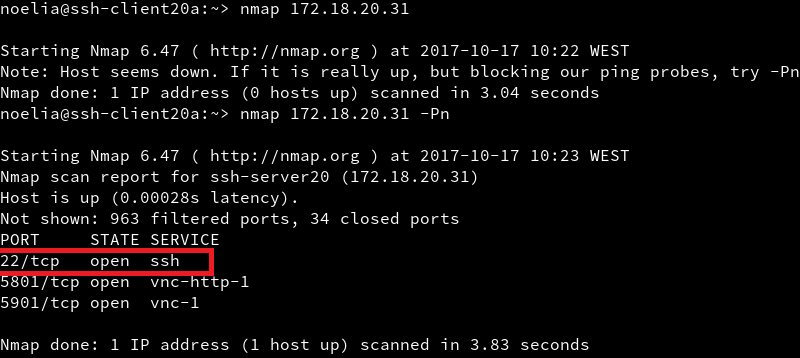 noelia@ssh-client20a:~> nmap 172.18.20.31
Starting Nmap 6.47 ( http://nmap.org ) at 2017-10-17 10:22 WEST
Note: Host seems down. If it is really up, but blocking our ping probes, try -Pn
Nmap done: 1 IP address (0 hosts up) scanned in 3.04 seconds
noelia@ssh-client20a:~> nmap 172.18.20.31 -Pn
Starting Nmap 6.47 ( http://nmap.org ) at 2017-10-17 10:23 WEST
Nmap scan report for ssh-server20 (172.18.20.31)
Host is up (0.00028s latency).
Not shown: 963 filtered ports, 34 closed ports
PORT     STATE SERVICE
22/tcp   open  ssh
5801/tcp open  vnc-http-1
5901/tcp open  vnc-1
Nmap done: 1 IP address (1 host up) scanned in 3.83 seconds